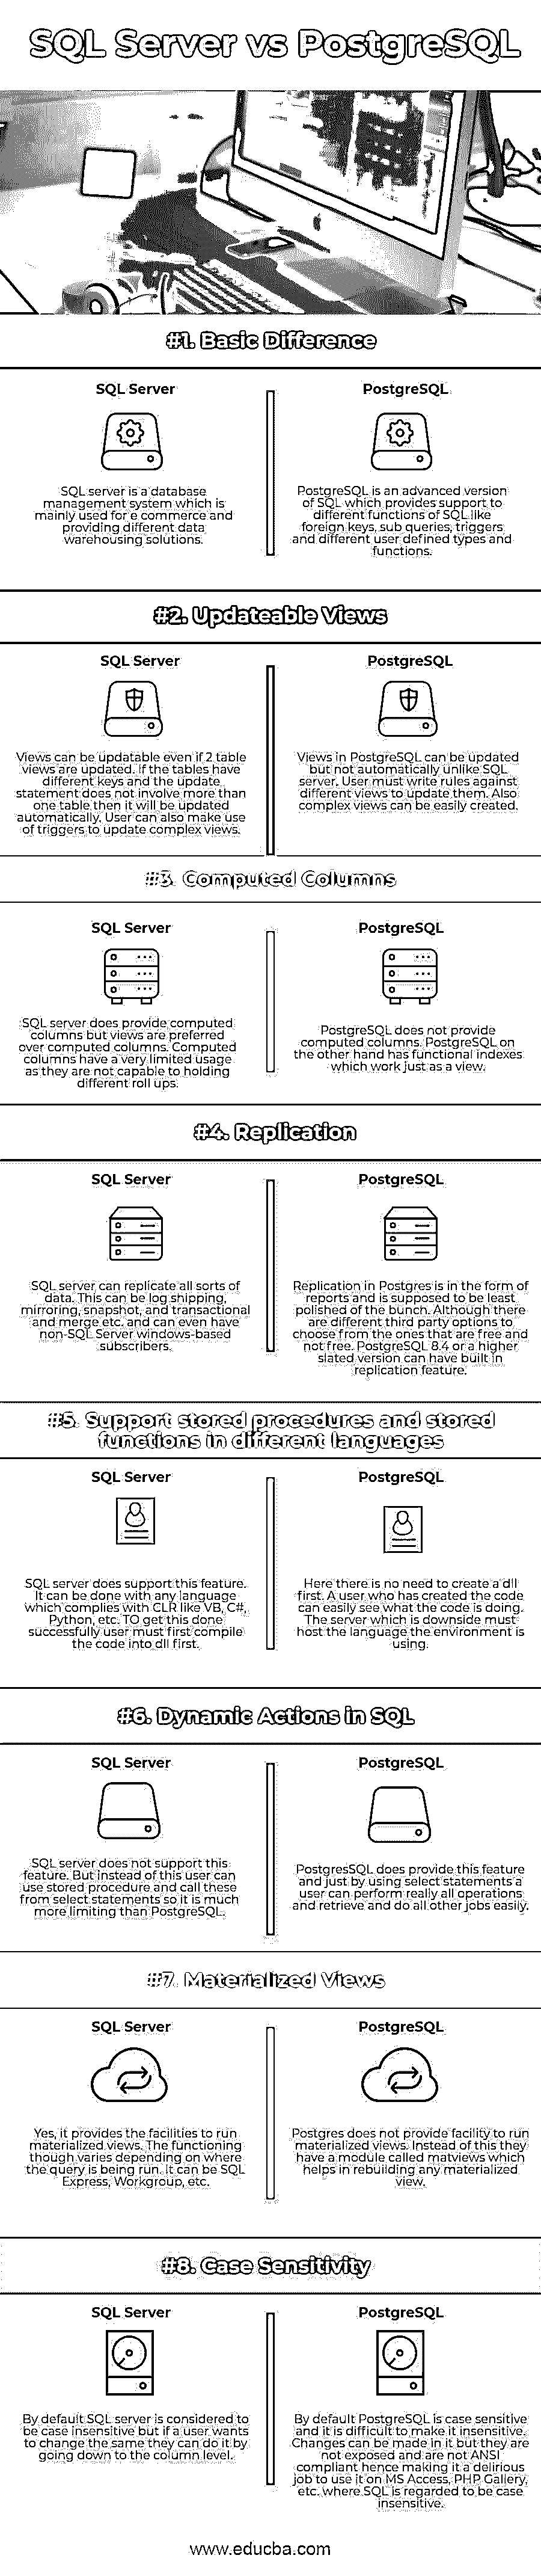 SQL Server vs PostgreSQL
#1. Basic Difference
SQL Server
SQL server is a database
management system which is
mainly used for e commerce and
providing different data
warehousing solutions.
PostgreSQL
PostgreSQL is an advanced version
of SQL which provides support to
different functions of SQL like
foreign keys, sub queries, triggers
and different user defined types and
functions.
#2. Updateable Views
SQL Server
Views can be updatable even if 2 table
views are updated. If the tables have
different keys and the update
statement does not involve more than
one table then it will be updated
automatically. User can also make use
of triggers to update complex views.
PostgreSQL
Views in PostgreSQL can be updated
but not automatically unlike SQL
server. User must write rules against
different views to update them. Also
complex views can be easily created.
#3. Computed Columns
SQL Server
SQL server does provide computed
columns but views are preferred
over computed columns. Computed
columns have a very limited usage
as they are not capable to holding
different roll ups.
PostgreSQL
PostgreSQL does not provide
computed columns. PostgreSQL on
the other hand has functional indexes
which work just as a view.
#4. Replication
SQL Server
SQL server can replicate all sorts of
data. This can be log shipping,
mirroring, snapshot, and transactional
and merge etc. and can even have
non-SQL Server windows-based
subscribers.
PostgreSQL
Replication in Postgres is in the form of
reports and is supposed to be least
polished of the bunch. Although there
are different third party options to
choose from the ones that are free and
not free. PostgreSQL 8.4 or a higher
slated version can have built in
replication feature.
#5. Support stored procedures and stored
functions in different languages
SQL Server
SQL server does support this feature.
It can be done with any language
which complies with CLR like VB, C#,
Python, etc. TO get this done
successfully user must first compile
the code into dll first.
PostgreSQL
Here there is no need to create a dll
first. A user who has created the code
can easily see what the code is doing.
The server which is downside must
host the language the environment is
using.
#6. Dynamic Actions in SQL
SQL Server
SQL server does not support this
feature. But instead of this user can
use stored procedure and call these
from select statements so it is much
more limiting than PostgreSQL.
PostgreSQL
PostgresSQL does provide this feature
and just by using select statements a
user can perform really all operations
and retrieve and do all other jobs easily.
#7. Materialized Views
SQL Server
Yes, it provides the facilities to run
materialized views. The functioning
though varies depending on where
the query is being run. It can be SQL
Express, Workgroup, etc.
PostgreSQL
Postgres does not provide facility to run
materialized views. Instead of this they
have a module called matviews which
helps in rebuilding any materialized
view.
#8. Case Sensitivity
SQL Server
By default SQL server is considered to
be case insensitive but if a user wants
to change the same they can do it by
going down to the column level.
PostgreSQL
By default PostgreSQL is case sensitive
and it is difficult to make it insensitive.
Changes can be made in it but they are
not exposed and are not ANSI
compliant hence making it a delirious
job to use it on MS Access, PHP Gallery,
etc. where SQL is regarded to be case
insensitive.
www.educba.com